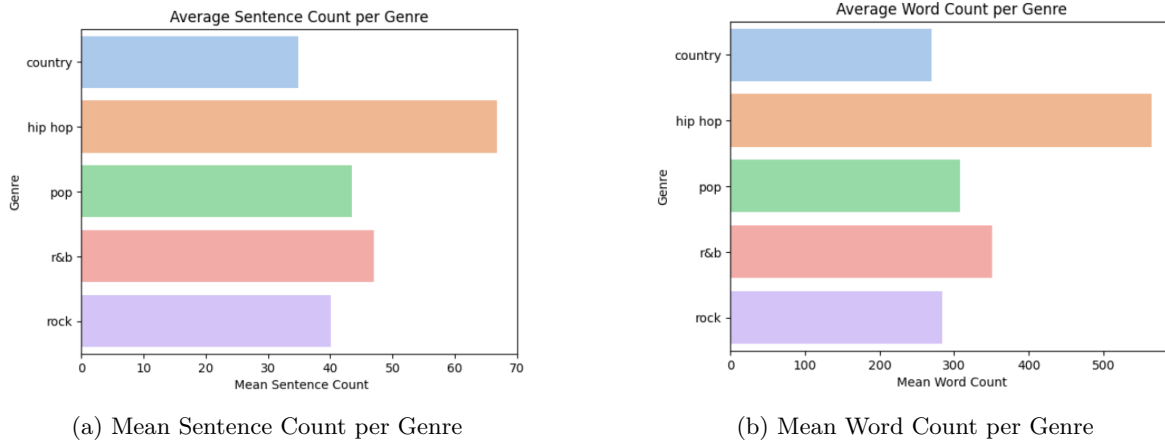 Average Sentence Count per Genre
country
hip hop
pop
r&b
rock
Genre
0 10 20 30 40 50 60 70
Mean Sentence Count
(a) Mean Sentence Count per Genre
Average Word Count per Genre
country
hip hop
pop
r&b
rock
Genre
0 100 200 300 400 500
Mean Word Count
(b) Mean Word Count per Genre